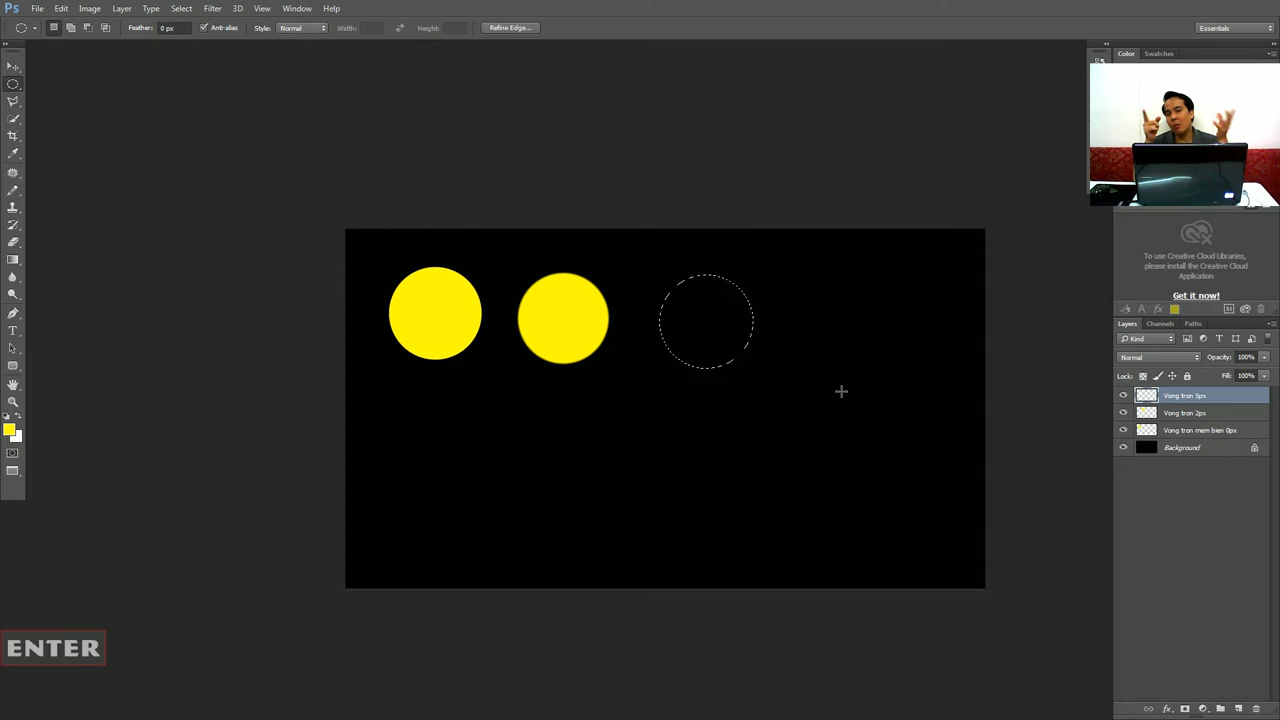 Ps File Edit Image Layer Type Select Filter 3D View Window Help
Feather: 0 px Anti-alias Style: Normal Width: Height: Refine Edge... Essentials
Color Swatches
To use Creative Cloud Libraries,
please install the Creative Cloud
Application
Get it now!
Layers Channels Paths
Kind
Normal Opacity: 100%
Lock: Fill: 100%
Vong tron 5px
Vong tron 2px
Vong tron mem bien 0px
Background
ENTER